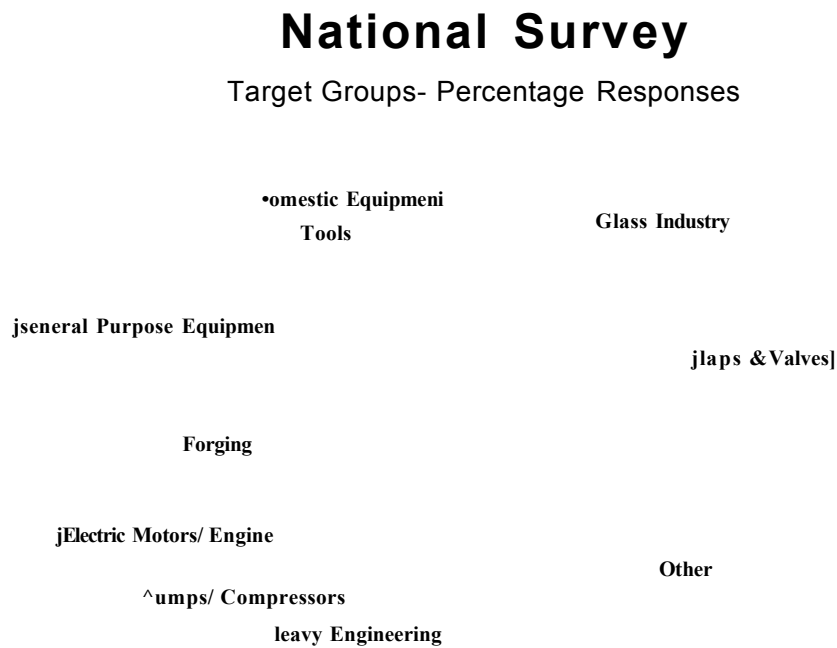 National Survey
Target Groups- Percentage Responses
•omestic Equipmeni
Tools
Glass Industry
jseneral Purpose Equipmen
jlaps &Valves]
Forging
jElectric Motors/ Engine
Other
^umps/ Compressors
leavy Engineering